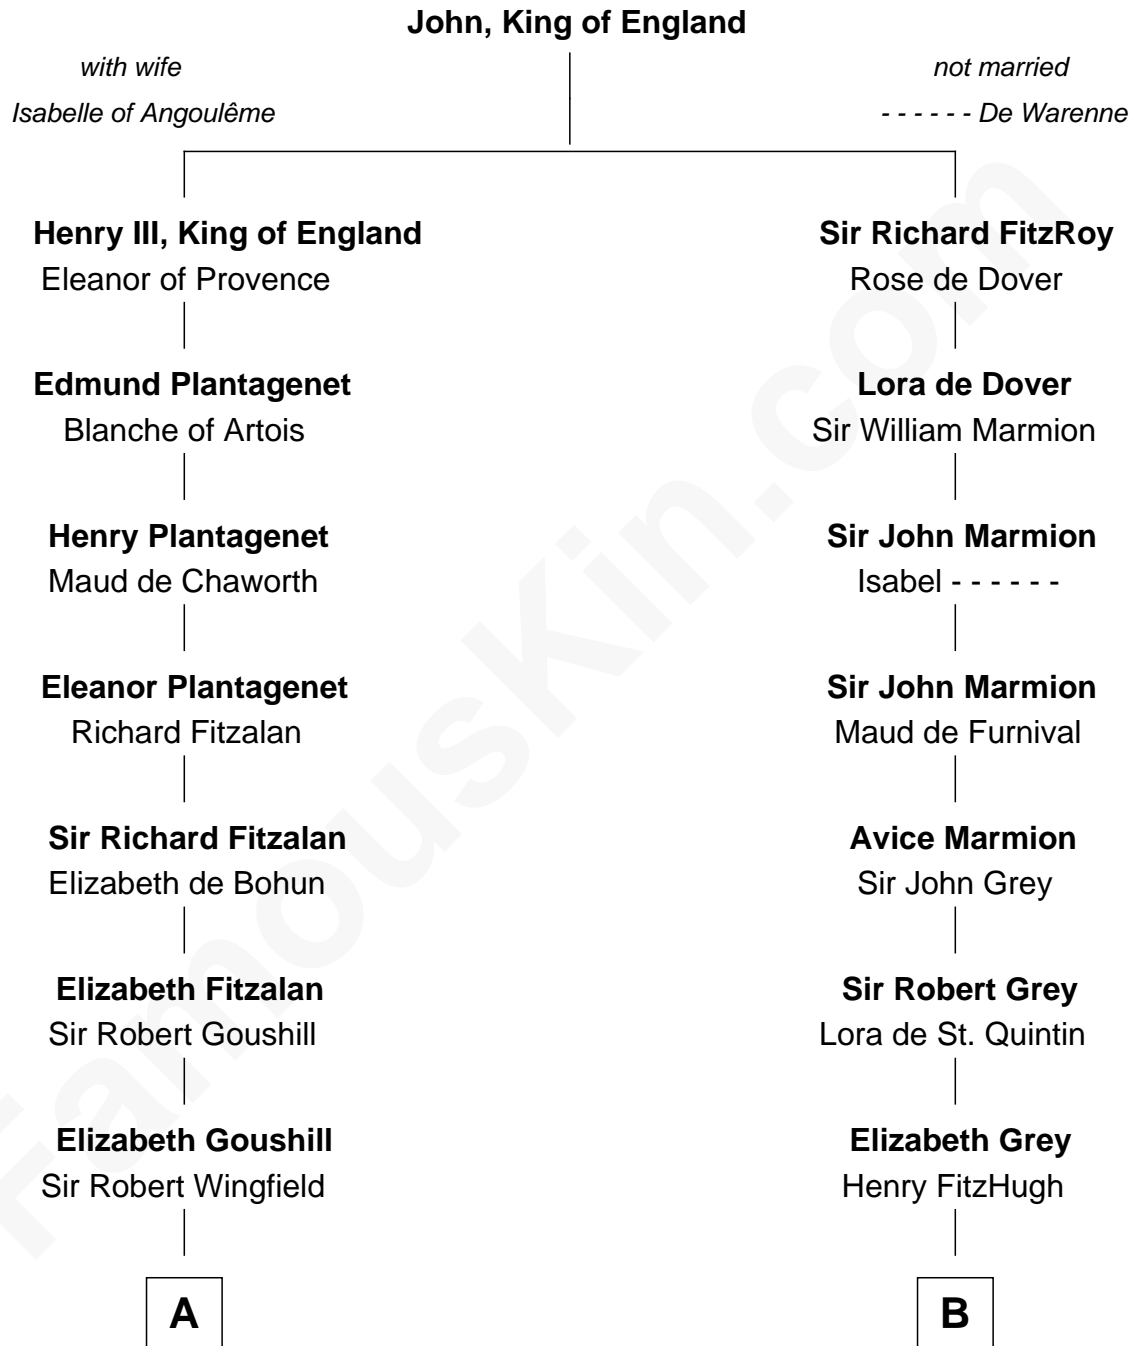 John, King of England
with wife
Isabelle of Angoulême
not married
- - - - - - De Warenne
Henry III, King of England
Eleanor of Provence
Sir Richard FitzRoy
Rose de Dover
Edmund Plantagenet
Blanche of Artois
Lora de Dover
Sir William Marmion
Henry Plantagenet
Maud de Chaworth
Sir John Marmion
Isabel - - - - - -
Eleanor Plantagenet
Richard Fitzalan
Sir John Marmion
Maud de Furnival
Sir Richard Fitzalan
Elizabeth de Bohun
Avice Marmion
Sir John Grey
Elizabeth Fitzalan
Sir Robert Goushill
Sir Robert Grey
Lora de St. Quintin
Elizabeth Goushill
Sir Robert Wingfield
Elizabeth Grey
Henry FitzHugh
A
B
FamousKin.com